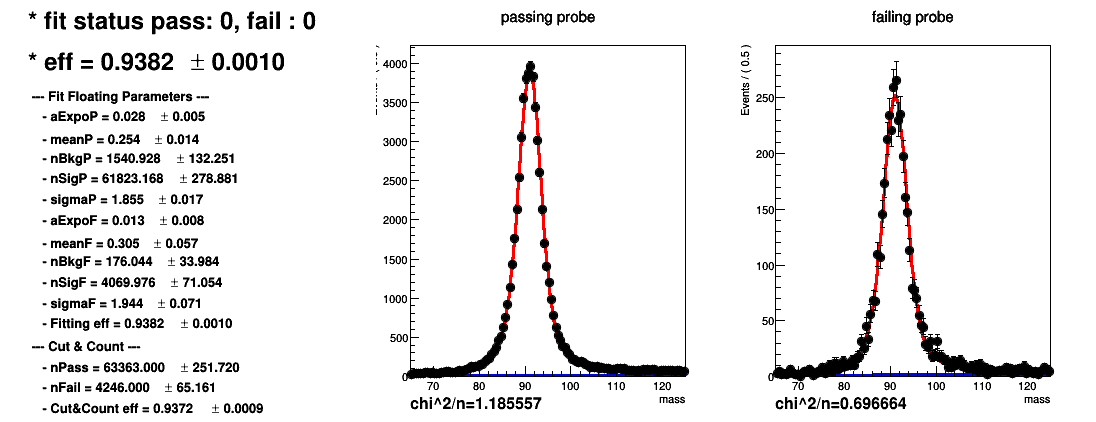 * fit status pass: 0, fail : 0
* eff = 0.9382 ± 0.0010
--- Fit Floating Parameters ---
- aExpoP = 0.028 ± 0.005
- meanP = 0.254 ± 0.014
- nBkgP = 1540.928 ± 132.251
- nSigP = 61823.168 ± 278.881
- sigmaP = 1.855 ± 0.017
- aExpoF = 0.013 ± 0.008
- meanF = 0.305 ± 0.057
- nBkgF = 176.044 ± 33.984
- nSigF = 4069.976 ± 71.054
- sigmaF = 1.944 ± 0.071
- Fitting eff = 0.9382 ± 0.0010
--- Cut & Count ---
- nPass = 63363.000 ± 251.720
- nFail = 4246.000 ± 65.161
- Cut&Count eff = 0.9372 ± 0.0009
passing probe
4000
3500
3000
2500
2000
1500
1000
500
0
70 80 90 100 110 120
mass
chi^2/n=1.185557
failing probe
Events / ( 0.5 )
250
200
150
100
50
0
70 80 90 100 110 120
mass
chi^2/n=0.696664